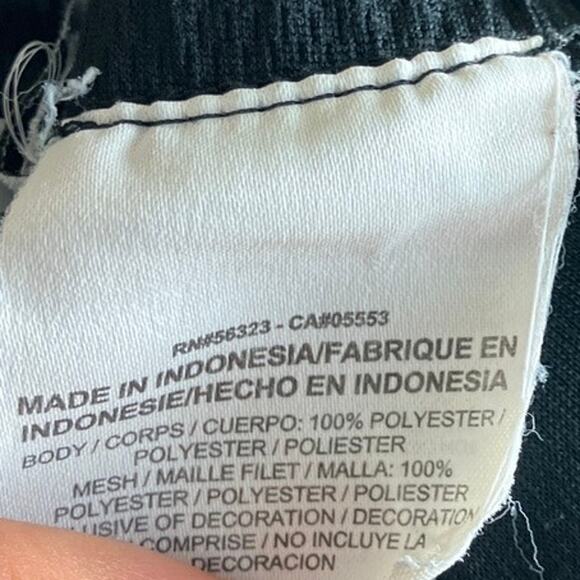 RN#56323 - CA#05553
MADE IN INDONESIA/FABRIQUE EN
INDONESIE/HECHO EN INDONESIA
BODY / CORPS / CUERPO: 100% POLYESTER /
POLYESTER / POLIESTER
MESH / MAILLE FILET / MALLA: 100%
POLYESTER / POLYESTER / POLIESTER
USIVE OF DECORATION / DECORATION
COMPRISE / NO INCLUYE LA
DECORACION